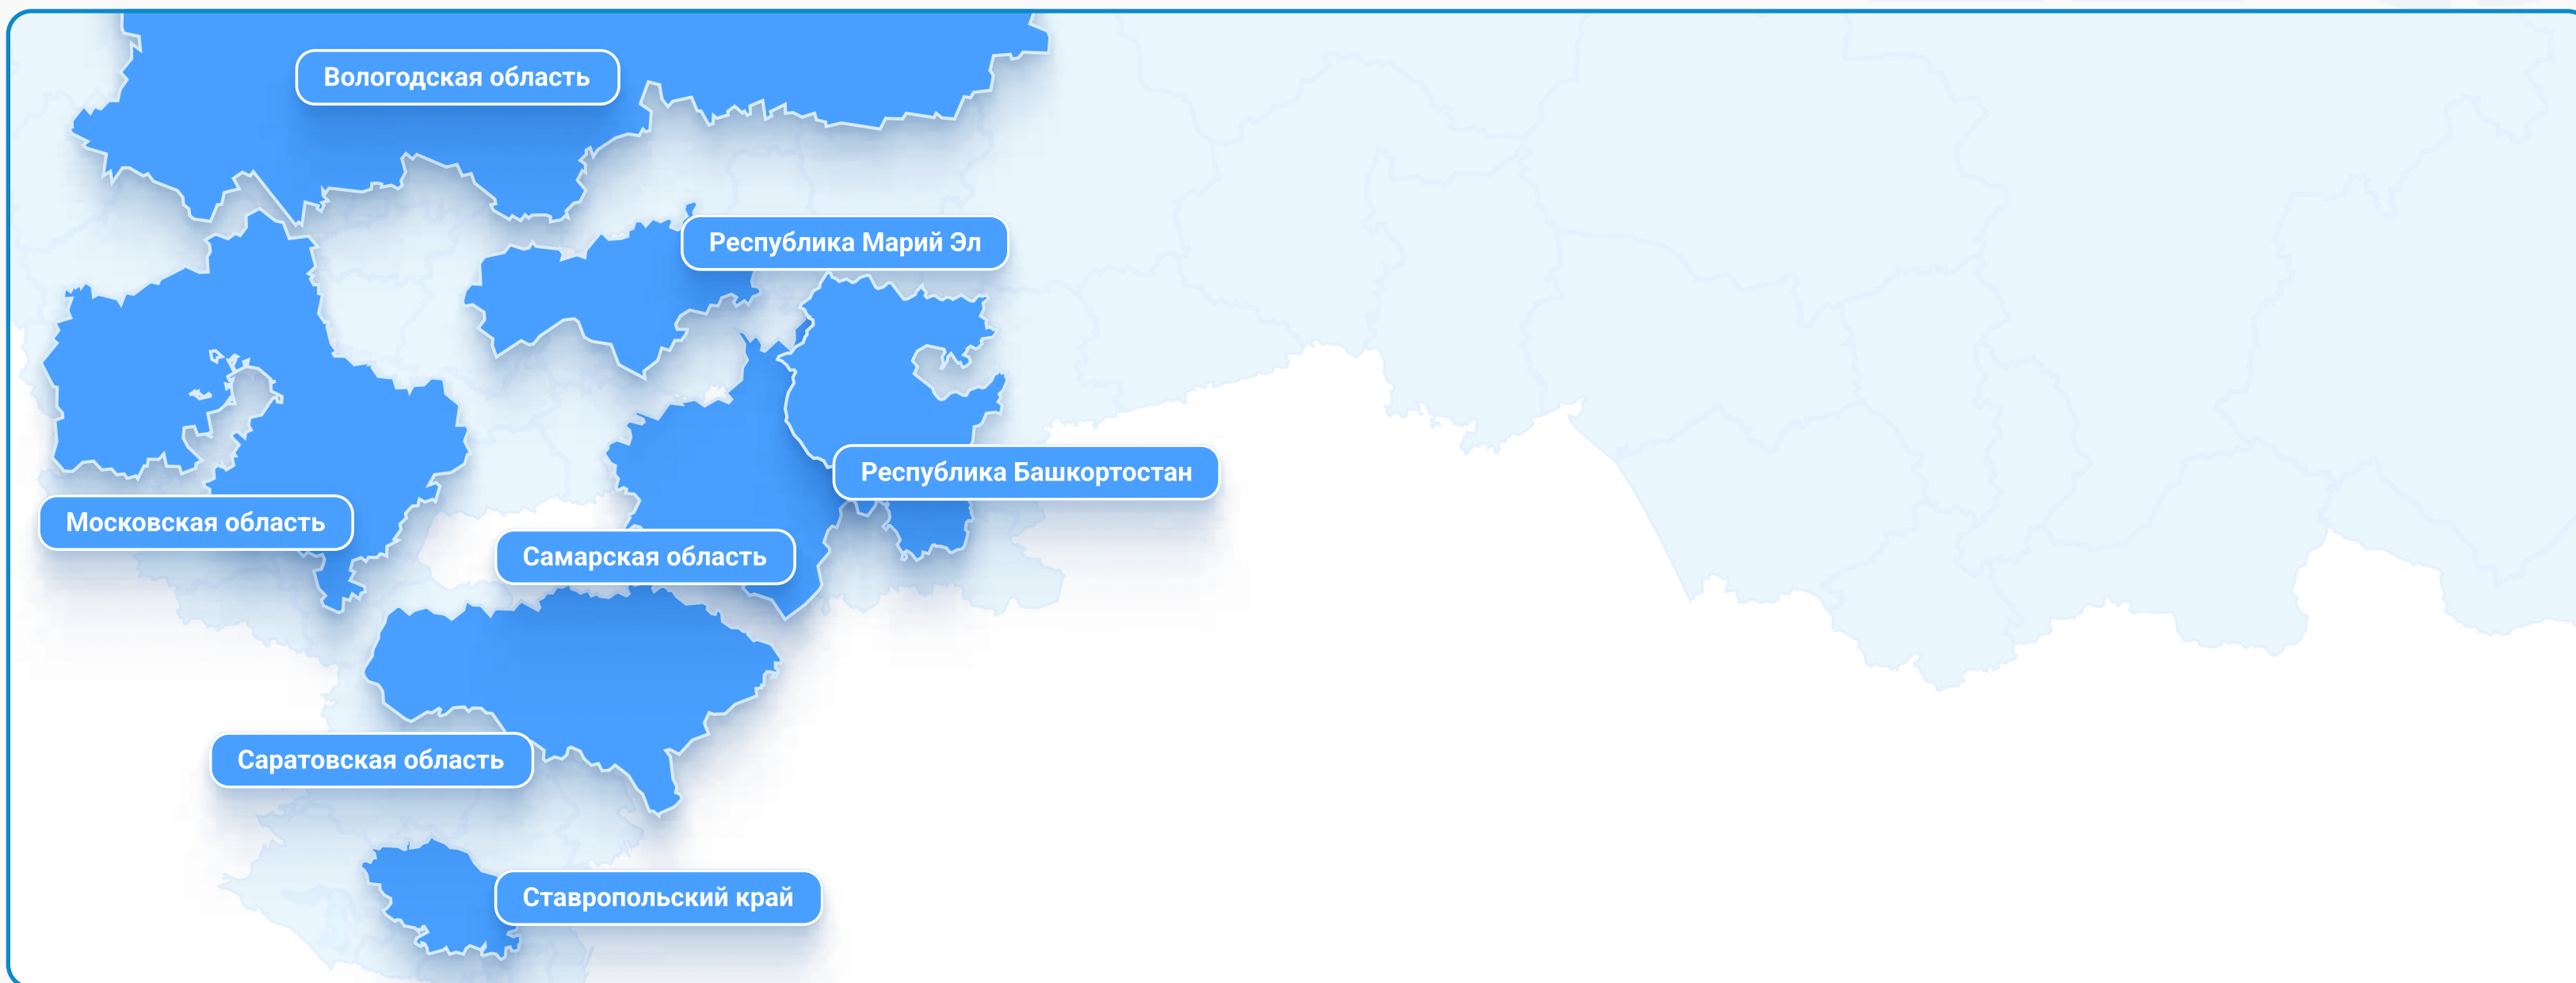 Вологодская область
Республика Марий Эл
Республика Башкортостан
Московская область
Самарская область
Саратовская область
Ставропольский край